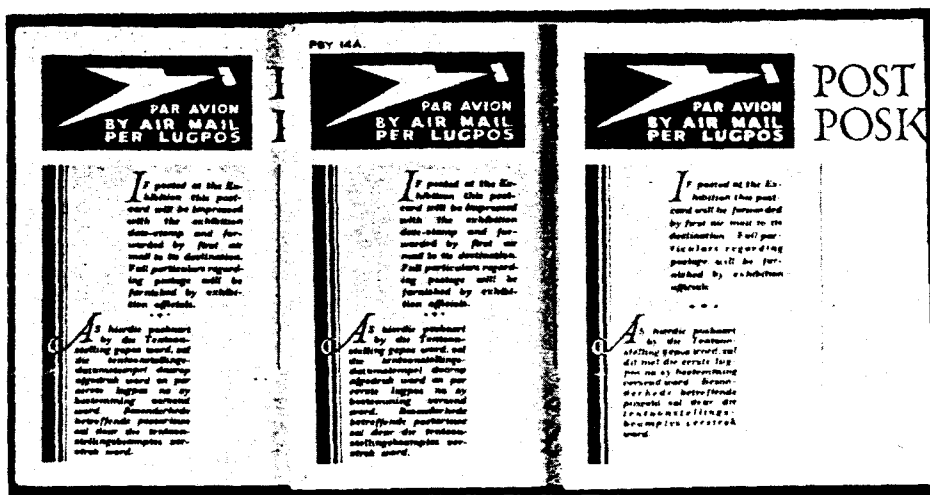 PAR AVION
BY AIR MAIL
PER LUGPOS
IF posted at the Ex-
hibition this post-
card will be impressed
with the exhibition
date-stamp and for-
warded by first air
mail to its destination.
Full particulars regard-
ing postage will be
furnished by exhibi-
tion officials.
AS hierdie poskaart
by die Tentoon-
stelling gepos word, sal
die tentoonstellings-
datumstempel daarop
afgedruk word en per
eerste lugpos na sy
bestemming versend
word. Besonderhede
betreffende
sal deur die tentoon-
stellingsbeamptes ver-
strek word.
PSY 14A.
PAR AVION
BY AIR MAIL
PER LUGPOS
IF posted at the Ex-
hibition this post-
card will be impressed
with the exhibition
date-stamp and for-
warded by first air
mail to its destination.
Full particulars regard-
ing postage will be
furnished by exhibi-
tion officials.
AS hierdie poskaart
by die Tentoon-
stelling gepos word, sal
die tentoonstellings-
datumstempel daarop
afgedruk word en per
eerste lugpos na sy
bestemming versend
word. Besonderhede
betreffende
sal deur die tentoon-
stellingsbeamptes ver-
strek word.
PAR AVION
BY AIR MAIL
PER LUGPOS
POST
POSK
IF posted at the Ex-
hibition this post-
card will be forwarded
by first air mail to its
destination. Full par-
ticulars regarding
postage will be fur-
nished by exhibition
officials.
AS hierdie poskaart
by die Tentoon-
stelling gepos word, sal
dit met die eerste lug-
pos na sy bestemming
versend word. Beson-
derhede betreffende
posgeld sal deur die
tentoonstellings-
beamptes verstrek
word.